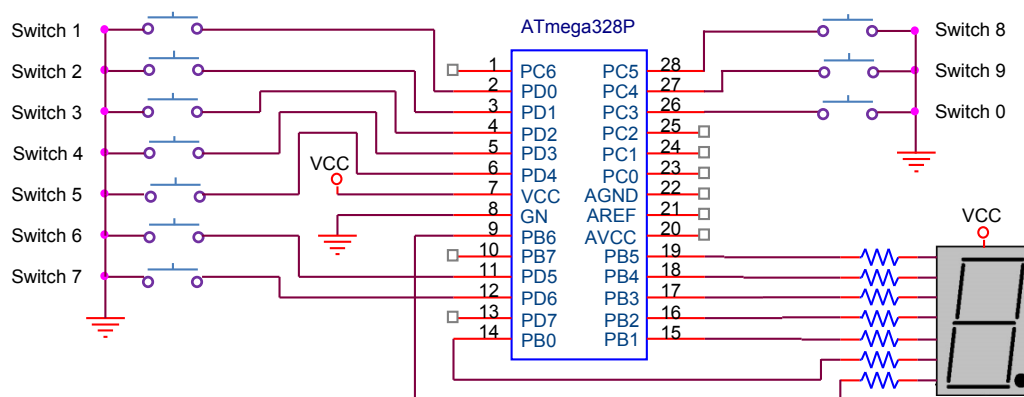 ATmega328P
Switch 1
Switch 2
Switch 3
Switch 4
Switch 5
Switch 6
Switch 7
VCC
1 PC6 PC5 28
2 PD0 PC4 27
3 PD1 PC3 26
4 PD2 PC2 25
5 PD3 PC1 24
6 PD4 PC0 23
7 VCC AGND 22
8 GN AREF 21
9 PB6 AVCC 20
10 PB7 PB5 19
11 PD5 PB4 18
12 PD6 PB3 17
13 PD7 PB2 16
14 PB0 PB1 15
Switch 8
Switch 9
Switch 0
VCC